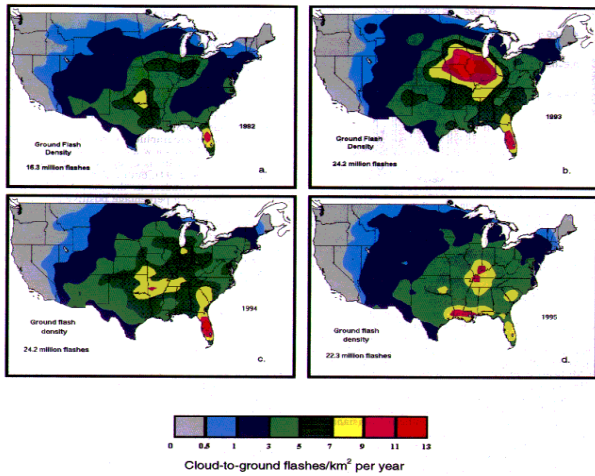 1992
Ground Flash
Density
16.3 million flashes
a.
1993
Ground Flash
Density
24.2 million flashes
b.
1994
Ground flash
density
24.2 million flashes
c.
1995
Ground flash
density
22.3 million flashes
d.
0 0.5 1 3 5 7 9 11 13
Cloud-to-ground flashes/km² per year